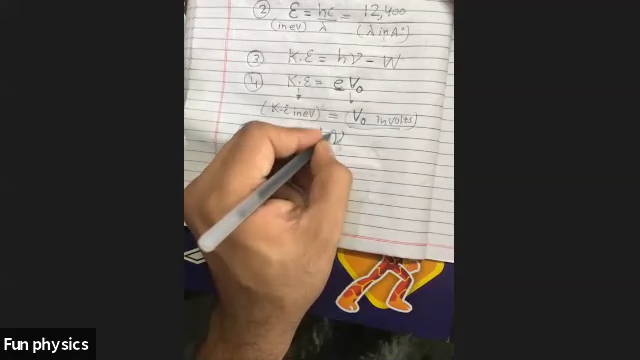 ② E = hc/λ = 12,400/(λ in A°)
(in ev)
③ K.E = hν - W
④ K.E = eV₀
(K.E in ev) = (V₀ in volts)
Fun physics